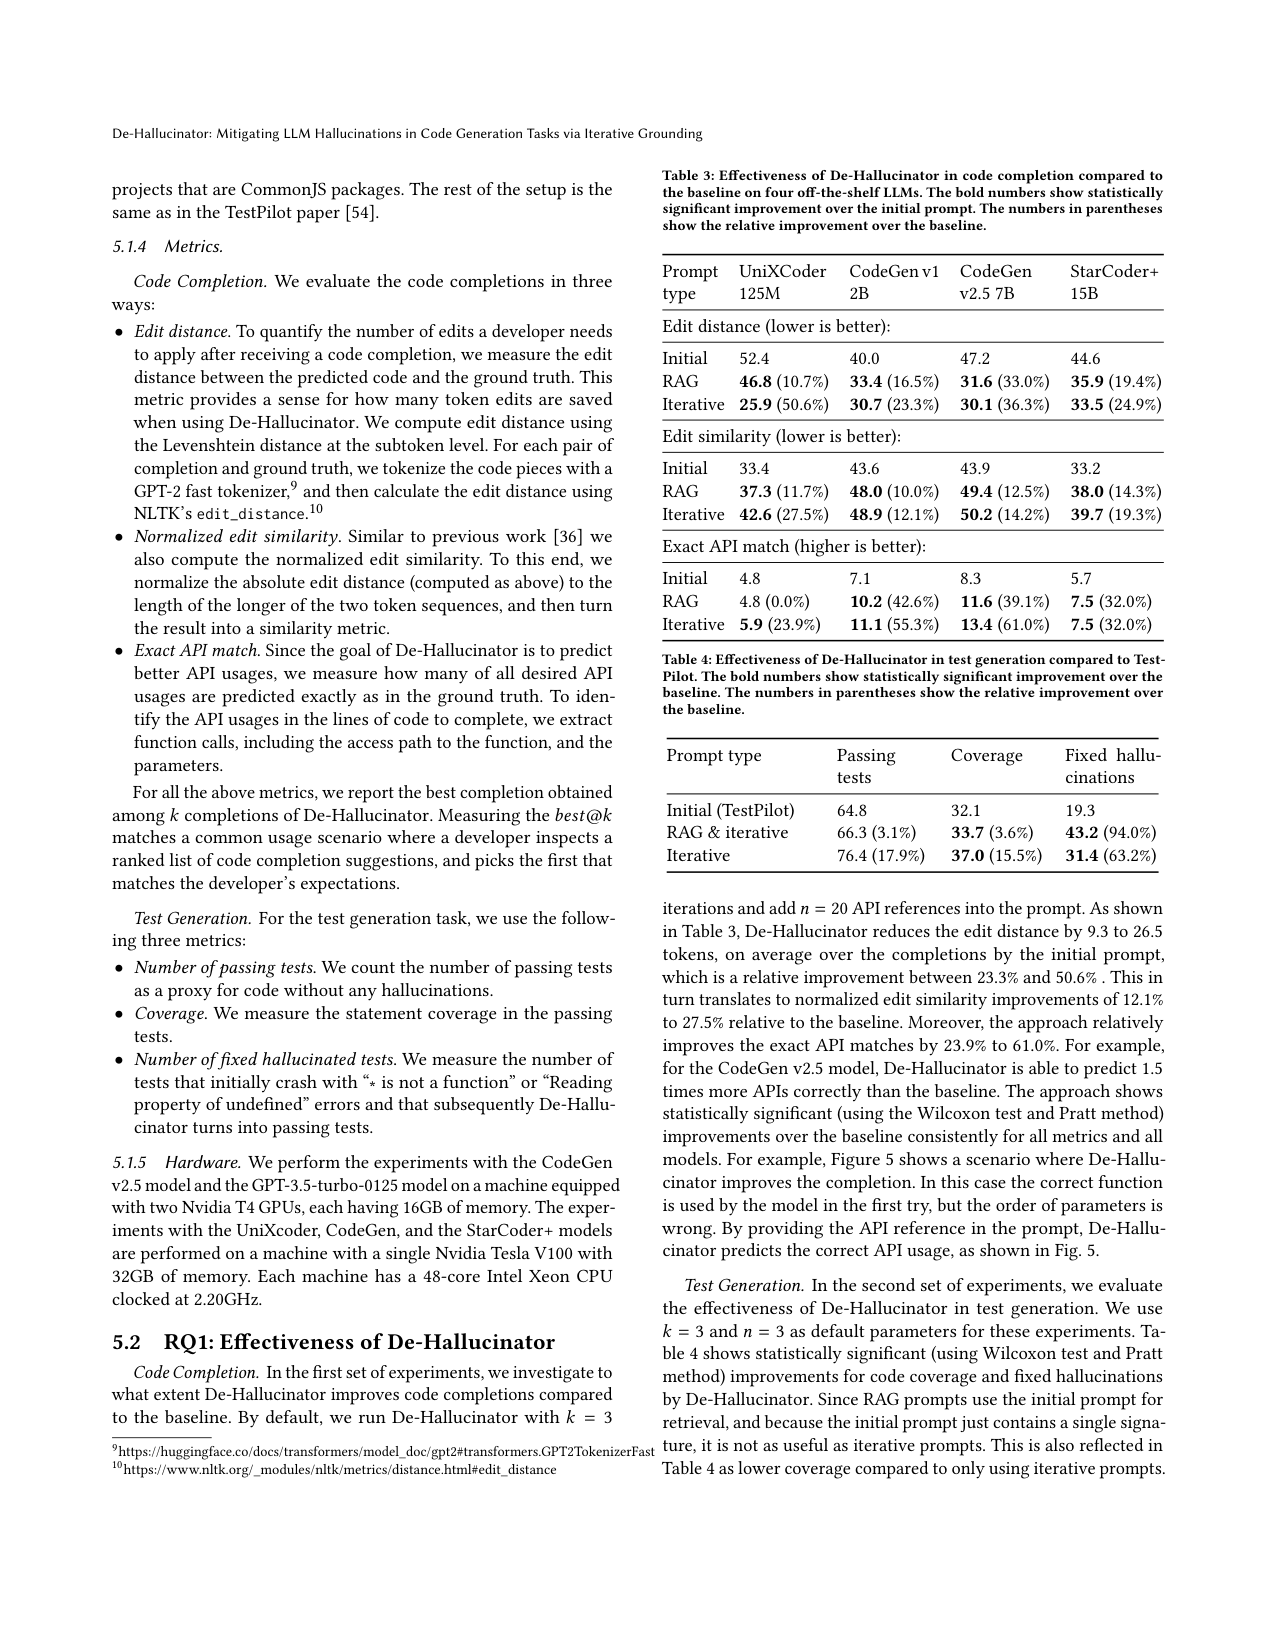 De-Hallucinator: Mitigating LLM Hallucinations in Code Generation Tasks via Iterative Grounding
projects that are CommonJS packages. The rest of the setup is the
same as in the TestPilot paper [54].
5.1.4 Metrics.
Code Completion. We evaluate the code completions in three
ways:
• Edit distance. To quantify the number of edits a developer needs
to apply after receiving a code completion, we measure the edit
distance between the predicted code and the ground truth. This
metric provides a sense for how many token edits are saved
when using De-Hallucinator. We compute edit distance using
the Levenshtein distance at the subtoken level. For each pair of
completion and ground truth, we tokenize the code pieces with a
GPT-2 fast tokenizer,9 and then calculate the edit distance using
NLTK's edit_distance.10
• Normalized edit similarity. Similar to previous work [36] we
also compute the normalized edit similarity. To this end, we
normalize the absolute edit distance (computed as above) to the
length of the longer of the two token sequences, and then turn
the result into a similarity metric.
• Exact API match. Since the goal of De-Hallucinator is to predict
better API usages, we measure how many of all desired API
usages are predicted exactly as in the ground truth. To iden-
tify the API usages in the lines of code to complete, we extract
function calls, including the access path to the function, and the
parameters.
For all the above metrics, we report the best completion obtained
among k completions of De-Hallucinator. Measuring the best@k
matches a common usage scenario where a developer inspects a
ranked list of code completion suggestions, and picks the first that
matches the developer's expectations.
Test Generation. For the test generation task, we use the follow-
ing three metrics:
• Number of passing tests. We count the number of passing tests
as a proxy for code without any hallucinations.
• Coverage. We measure the statement coverage in the passing
tests.
• Number of fixed hallucinated tests. We measure the number of
tests that initially crash with “* is not a function” or “Reading
property of undefined” errors and that subsequently De-Hallu-
cinator turns into passing tests.
5.1.5 Hardware. We perform the experiments with the CodeGen
v2.5 model and the GPT-3.5-turbo-0125 model on a machine equipped
with two Nvidia T4 GPUs, each having 16GB of memory. The exper-
iments with the UniXcoder, CodeGen, and the StarCoder+ models
are performed on a machine with a single Nvidia Tesla V100 with
32GB of memory. Each machine has a 48-core Intel Xeon CPU
clocked at 2.20GHz.
5.2 RQ1: Effectiveness of De-Hallucinator
Code Completion. In the first set of experiments, we investigate to
what extent De-Hallucinator improves code completions compared
to the baseline. By default, we run De-Hallucinator with k = 3
9https://huggingface.co/docs/transformers/model_doc/gpt2#transformers.GPT2TokenizerFast
10https://www.nltk.org/_modules/nltk/metrics/distance.html#edit_distance
Table 3: Effectiveness of De-Hallucinator in code completion compared to
the baseline on four off-the-shelf LLMs. The bold numbers show statistically
significant improvement over the initial prompt. The numbers in parentheses
show the relative improvement over the baseline.
Prompt UniXCoder CodeGen v1 CodeGen StarCoder+
type 125M 2B v2.5 7B 15B
Edit distance (lower is better):
Initial 52.4 40.0 47.2 44.6
RAG 46.8 (10.7%) 33.4 (16.5%) 31.6 (33.0%) 35.9 (19.4%)
Iterative 25.9 (50.6%) 30.7 (23.3%) 30.1 (36.3%) 33.5 (24.9%)
Edit similarity (lower is better):
Initial 33.4 43.6 43.9 33.2
RAG 37.3 (11.7%) 48.0 (10.0%) 49.4 (12.5%) 38.0 (14.3%)
Iterative 42.6 (27.5%) 48.9 (12.1%) 50.2 (14.2%) 39.7 (19.3%)
Exact API match (higher is better):
Initial 4.8 7.1 8.3 5.7
RAG 4.8 (0.0%) 10.2 (42.6%) 11.6 (39.1%) 7.5 (32.0%)
Iterative 5.9 (23.9%) 11.1 (55.3%) 13.4 (61.0%) 7.5 (32.0%)
Table 4: Effectiveness of De-Hallucinator in test generation compared to Test-
Pilot. The bold numbers show statistically significant improvement over the
baseline. The numbers in parentheses show the relative improvement over
the baseline.
Prompt type Passing Coverage Fixed hallu-
tests cinations
Initial (TestPilot) 64.8 32.1 19.3
RAG & iterative 66.3 (3.1%) 33.7 (3.6%) 43.2 (94.0%)
Iterative 76.4 (17.9%) 37.0 (15.5%) 31.4 (63.2%)
iterations and add n = 20 API references into the prompt. As shown
in Table 3, De-Hallucinator reduces the edit distance by 9.3 to 26.5
tokens, on average over the completions by the initial prompt,
which is a relative improvement between 23.3% and 50.6% . This in
turn translates to normalized edit similarity improvements of 12.1%
to 27.5% relative to the baseline. Moreover, the approach relatively
improves the exact API matches by 23.9% to 61.0%. For example,
for the CodeGen v2.5 model, De-Hallucinator is able to predict 1.5
times more APIs correctly than the baseline. The approach shows
statistically significant (using the Wilcoxon test and Pratt method)
improvements over the baseline consistently for all metrics and all
models. For example, Figure 5 shows a scenario where De-Hallu-
cinator improves the completion. In this case the correct function
is used by the model in the first try, but the order of parameters is
wrong. By providing the API reference in the prompt, De-Hallu-
cinator predicts the correct API usage, as shown in Fig. 5.
Test Generation. In the second set of experiments, we evaluate
the effectiveness of De-Hallucinator in test generation. We use
k = 3 and n = 3 as default parameters for these experiments. Ta-
ble 4 shows statistically significant (using Wilcoxon test and Pratt
method) improvements for code coverage and fixed hallucinations
by De-Hallucinator. Since RAG prompts use the initial prompt for
retrieval, and because the initial prompt just contains a single signa-
ture, it is not as useful as iterative prompts. This is also reflected in
Table 4 as lower coverage compared to only using iterative prompts.